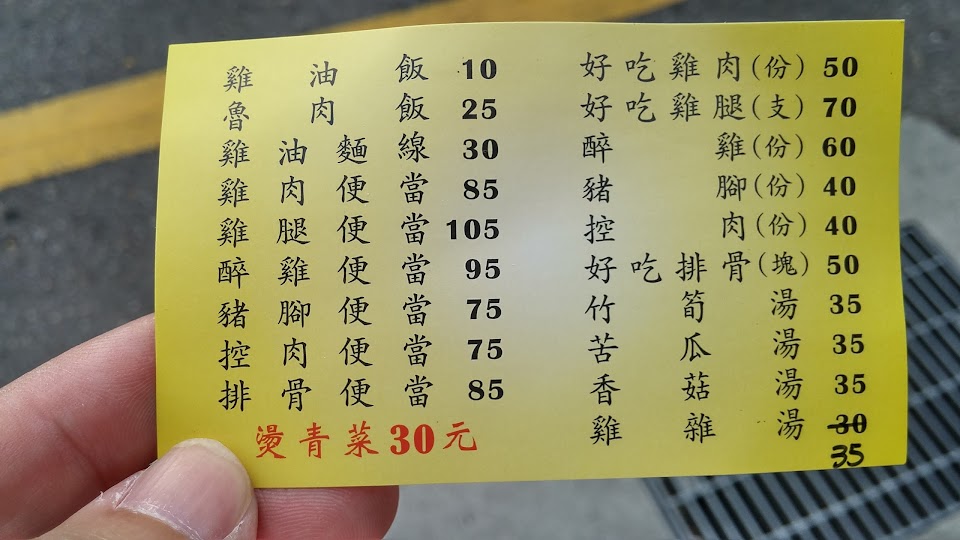 雞油飯 10
魯肉飯 25
雞油麵線 30
雞肉便當 85
雞腿便當 105
醉雞便當 95
豬腳便當 75
控肉便當 75
排骨便當 85
燙青菜30元
好吃雞肉(份) 50
好吃雞腿(支) 70
醉雞(份) 60
豬腳(份) 40
控肉(份) 40
好吃排骨(塊) 50
竹筍湯 35
苦瓜湯 35
香菇湯 35
雞雜湯 30
35